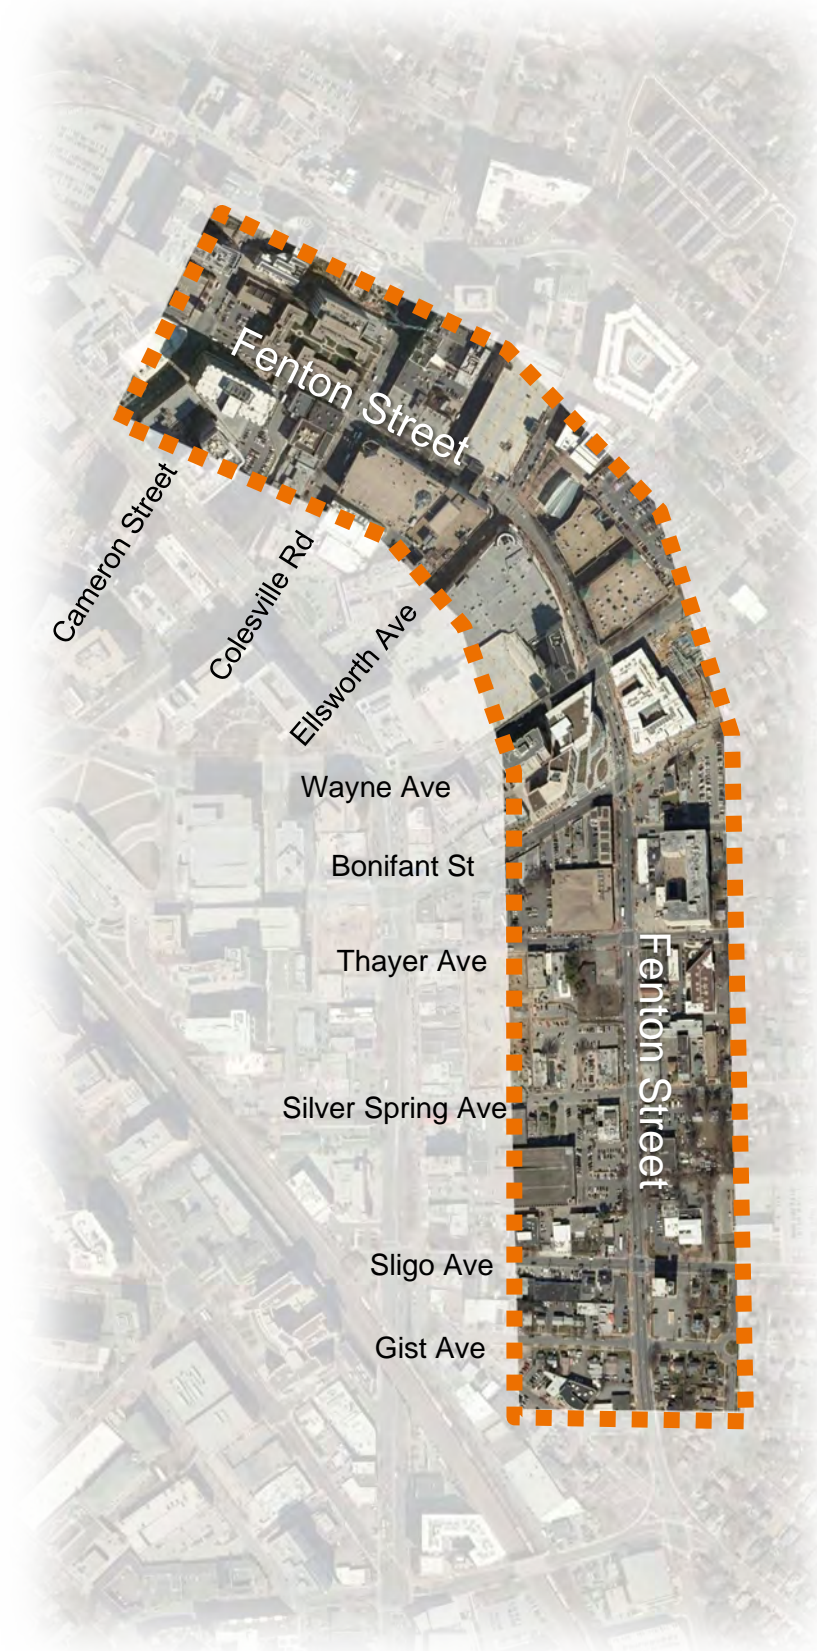 Fenton Street
Cameron Street
Colesville Rd
Ellsworth Ave
Wayne Ave
Bonifant St
Thayer Ave
Fenton Street
Silver Spring Ave
Sligo Ave
Gist Ave